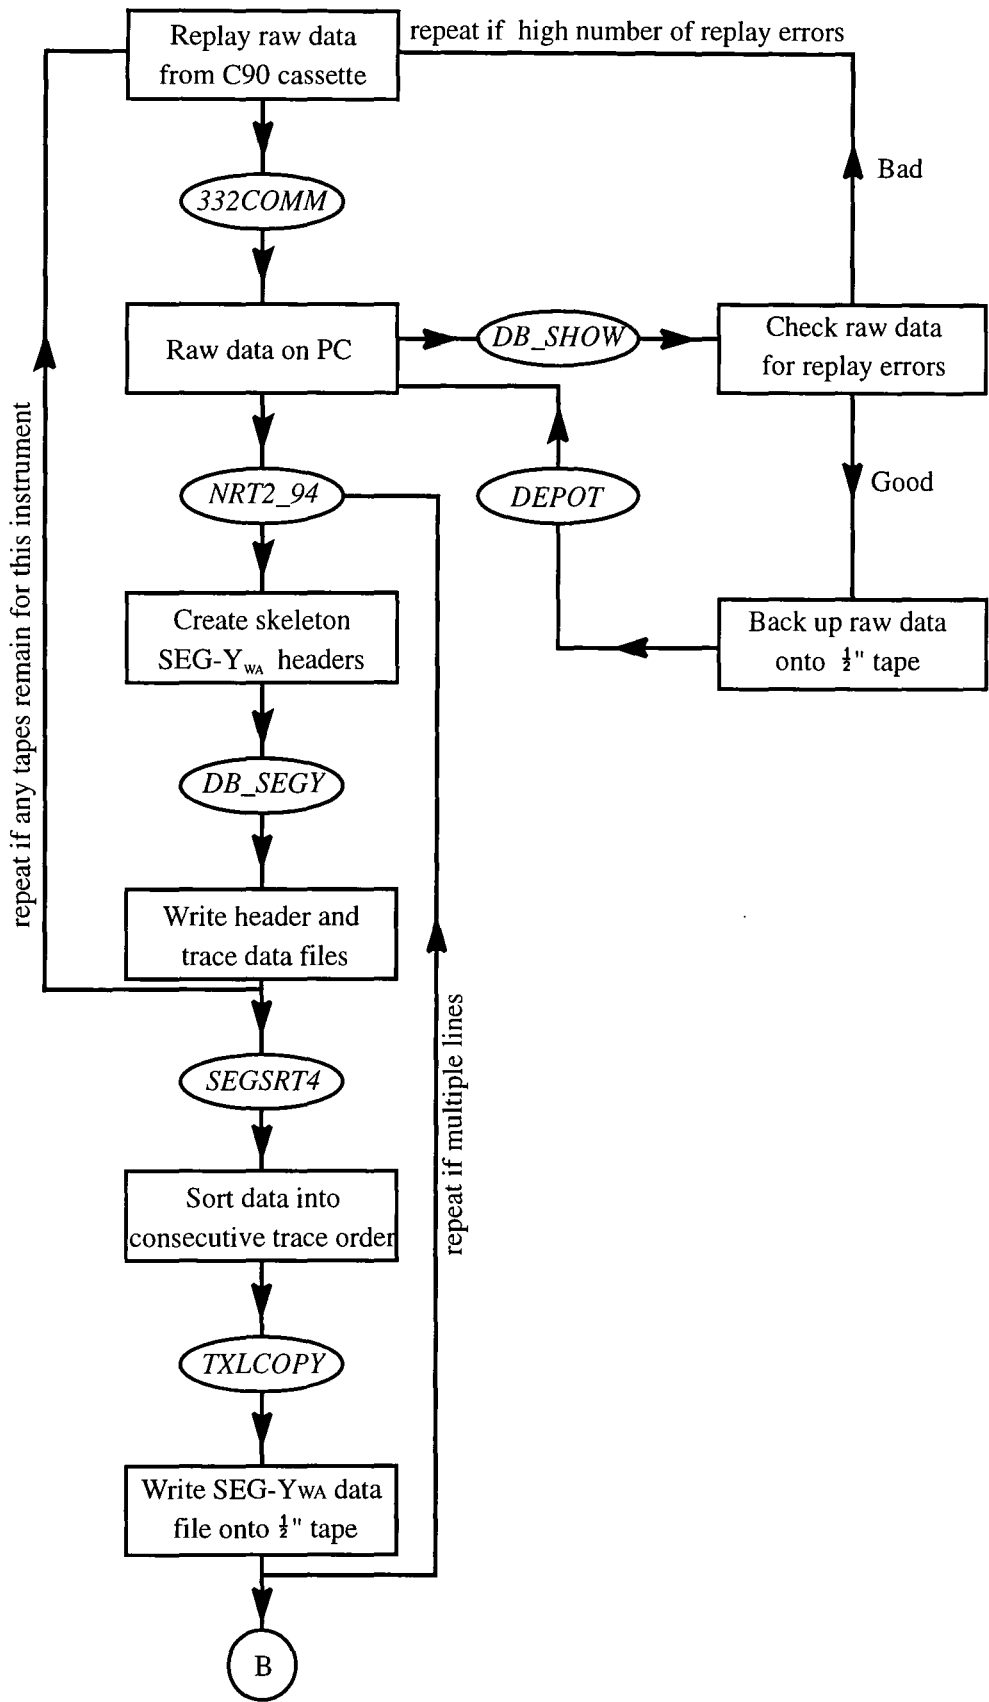 Replay raw data
from C90 cassette
repeat if high number of replay errors
Bad
332COMM
Raw data on PC
DB_SHOW
Check raw data
for replay errors
repeat if any tapes remain for this instrument
NRT2_94
DEPOT
Good
Create skeleton
SEG-YWA headers
Back up raw data
onto ½" tape
DB_SEGY
Write header and
trace data files
repeat if multiple lines
SEGSRT4
Sort data into
consecutive trace order
TXLCOPY
Write SEG-YWA data
file onto ½" tape
B